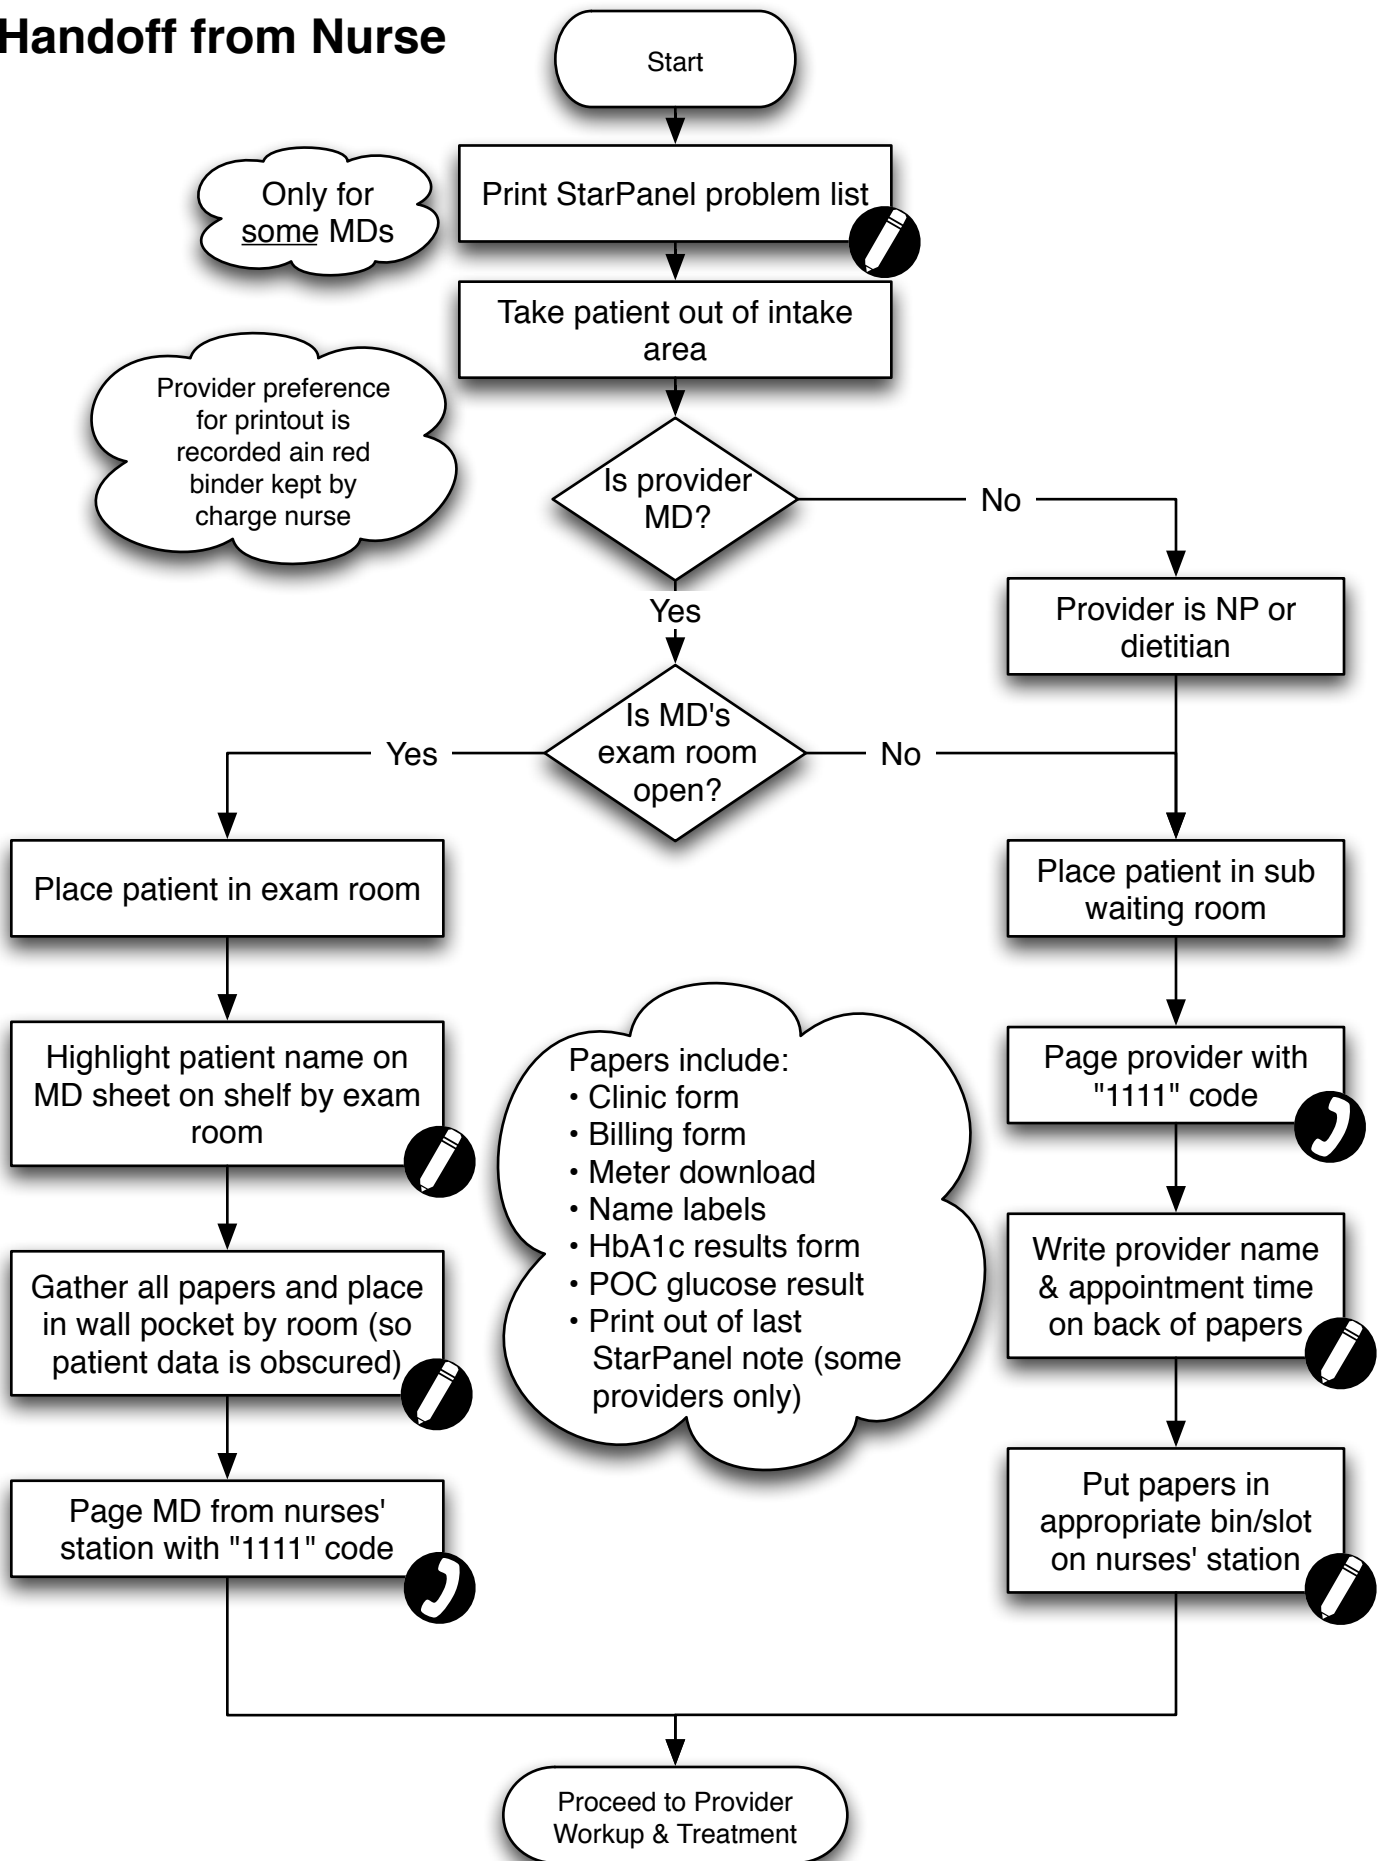 Handoff from Nurse
Start
Only for
some MDs
Print StarPanel problem list
Take patient out of intake
area
Provider preference
for printout is
recorded ain red
binder kept by
charge nurse
Is provider
MD?
No
Yes
Provider is NP or
dietitian
Is MD's
exam room
open?
Yes
No
Place patient in exam room
Place patient in sub
waiting room
Highlight patient name on
MD sheet on shelf by exam
room
Papers include:
• Clinic form
• Billing form
• Meter download
• Name labels
• HbA1c results form
• POC glucose result
• Print out of last
StarPanel note (some
providers only)
Page provider with
"1111" code
Gather all papers and place
in wall pocket by room (so
patient data is obscured)
Write provider name
& appointment time
on back of papers
Page MD from nurses'
station with "1111" code
Put papers in
appropriate bin/slot
on nurses' station
Proceed to Provider
Workup & Treatment